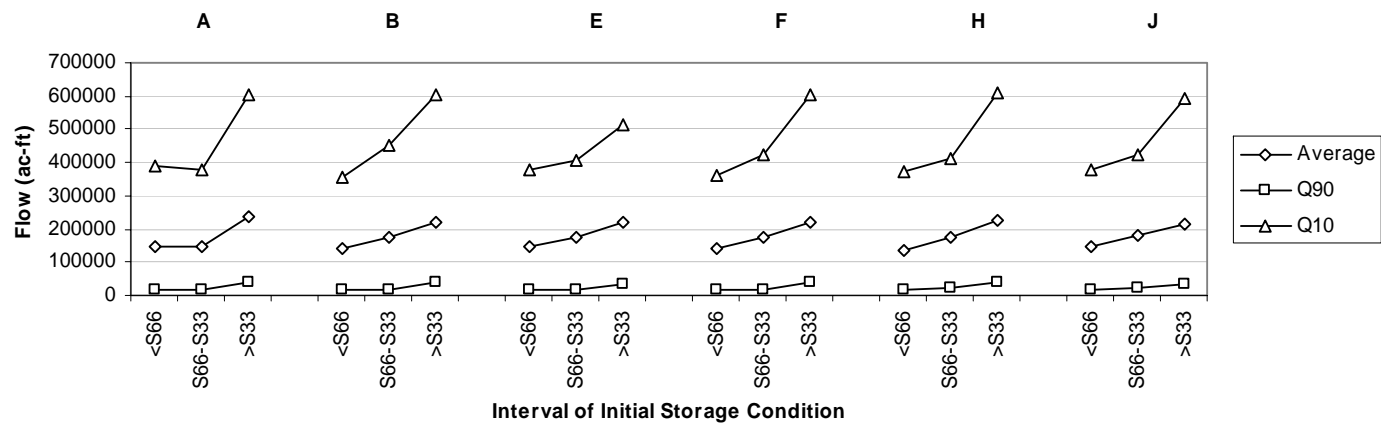 A B E F H J
700000
600000
500000
400000
300000
200000
100000
0
Flow (ac-ft)
<S66 S66-S33 >S33 <S66 S66-S33 >S33 <S66 S66-S33 >S33 <S66 S66-S33 >S33 <S66 S66-S33 >S33 <S66 S66-S33 >S33
Interval of Initial Storage Condition
Average
Q90
Q10